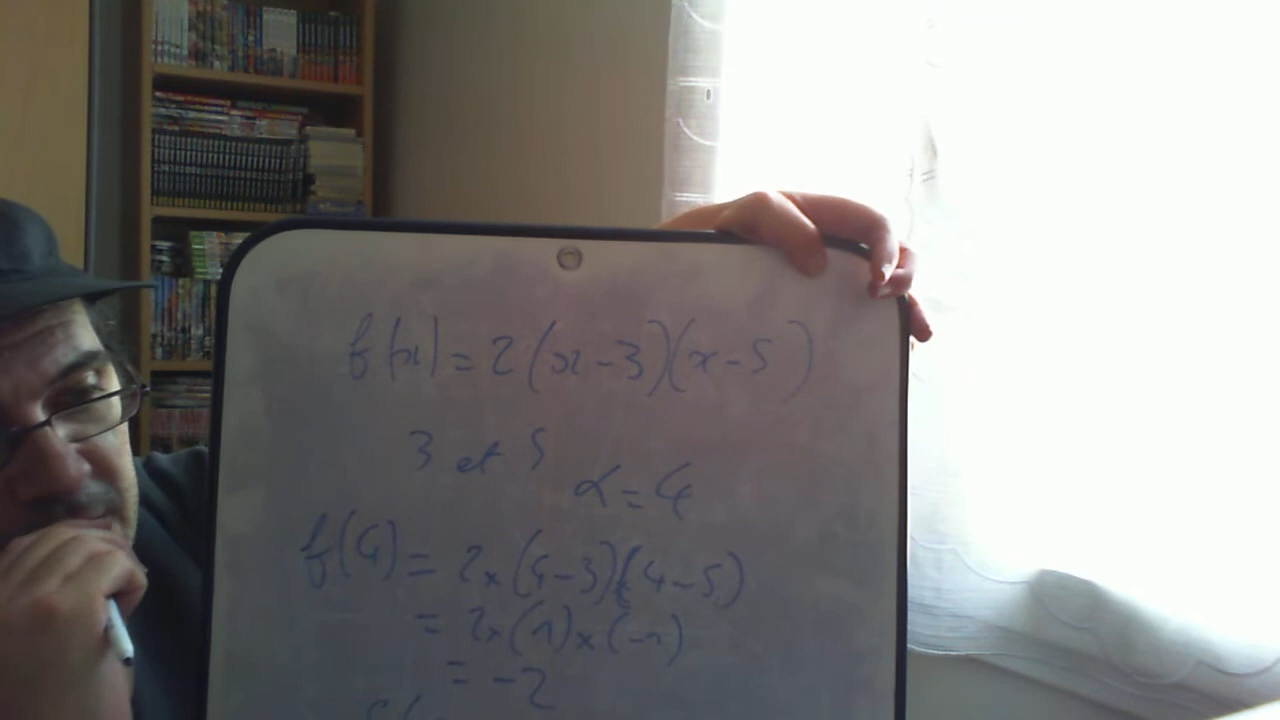 f(x) = 2(x-3)(x-5)
3 et 5
α = 4
f(4) = 2×(4-3)(4-5)
= 2×(1)×(-1)
= -2